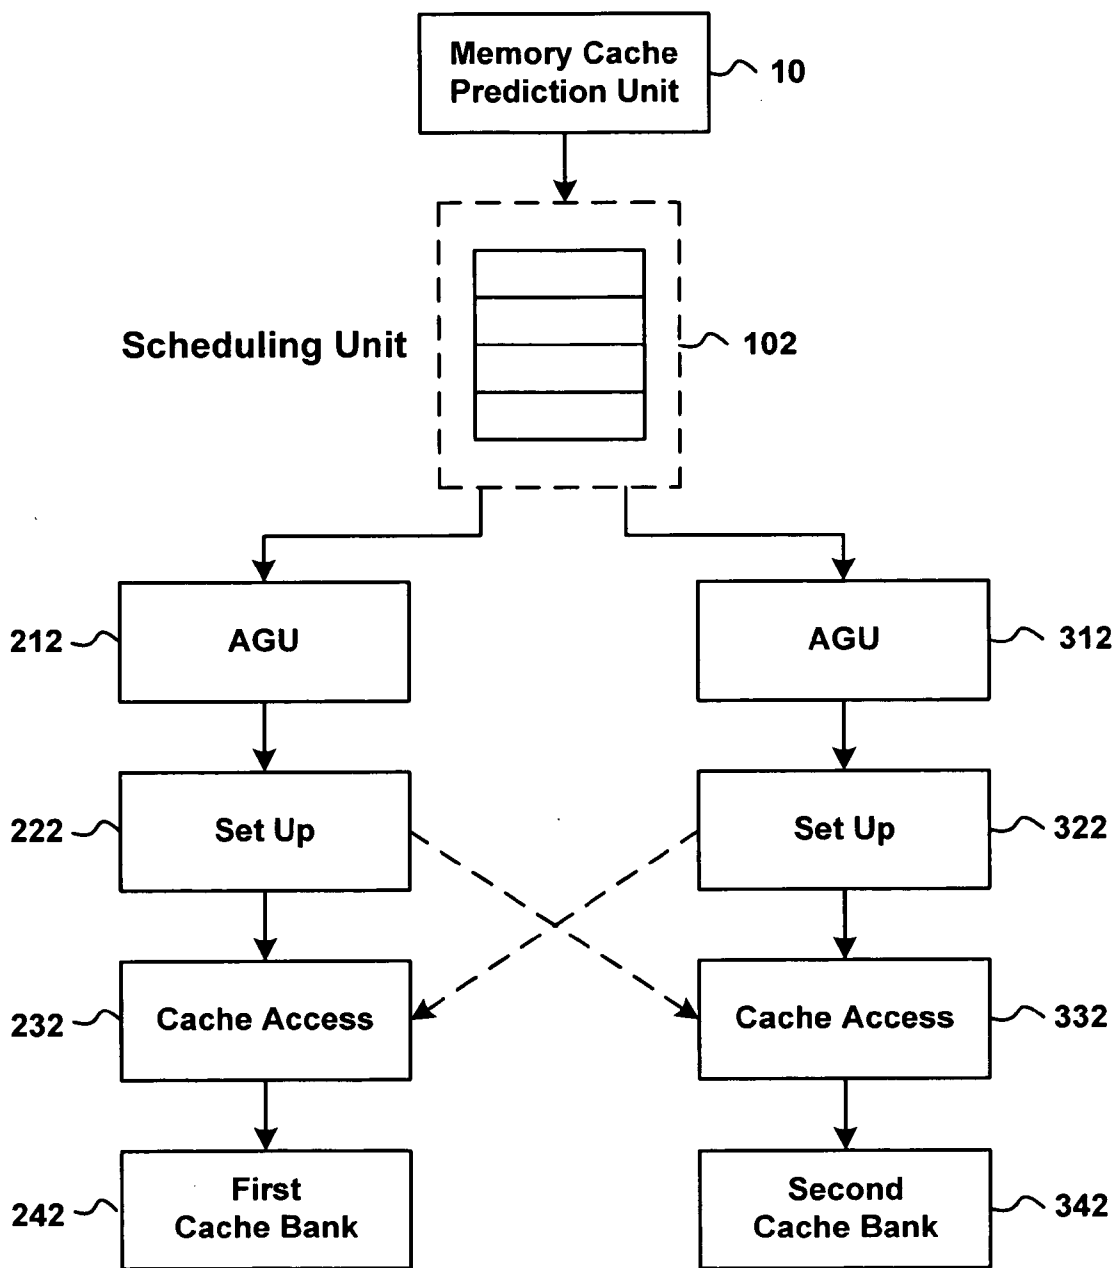 Memory Cache
Prediction Unit
10
Scheduling Unit
102
212
AGU
AGU
312
222
Set Up
Set Up
322
232
Cache Access
Cache Access
332
242
First
Cache Bank
Second
Cache Bank
342